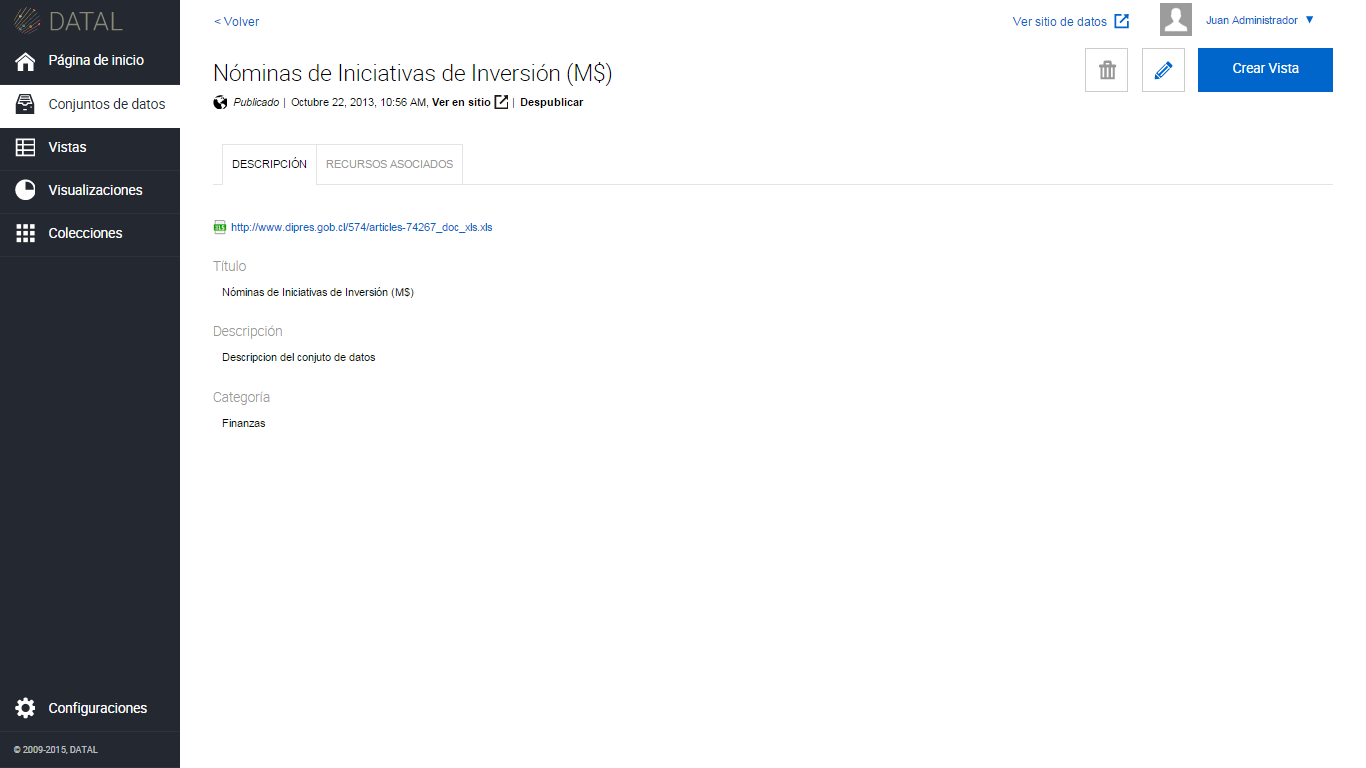 DATAL
Página de inicio
Conjuntos de datos
Vistas
Visualizaciones
Colecciones
Configuraciones
© 2009-2015, DATAL
< Volver
Ver sitio de datos
Juan Administrador ▼
Nóminas de Iniciativas de Inversión (M$)
Publicado | Octubre 22, 2013, 10:56 AM, Ver en sitio | Despublicar
Crear Vista
DESCRIPCIÓN
RECURSOS ASOCIADOS
XLS http://www.dipres.gob.cl/574/articles-74267_doc_xls.xls
Título
Nóminas de Iniciativas de Inversión (M$)
Descripción
Descripcion del conjuto de datos
Categoría
Finanzas